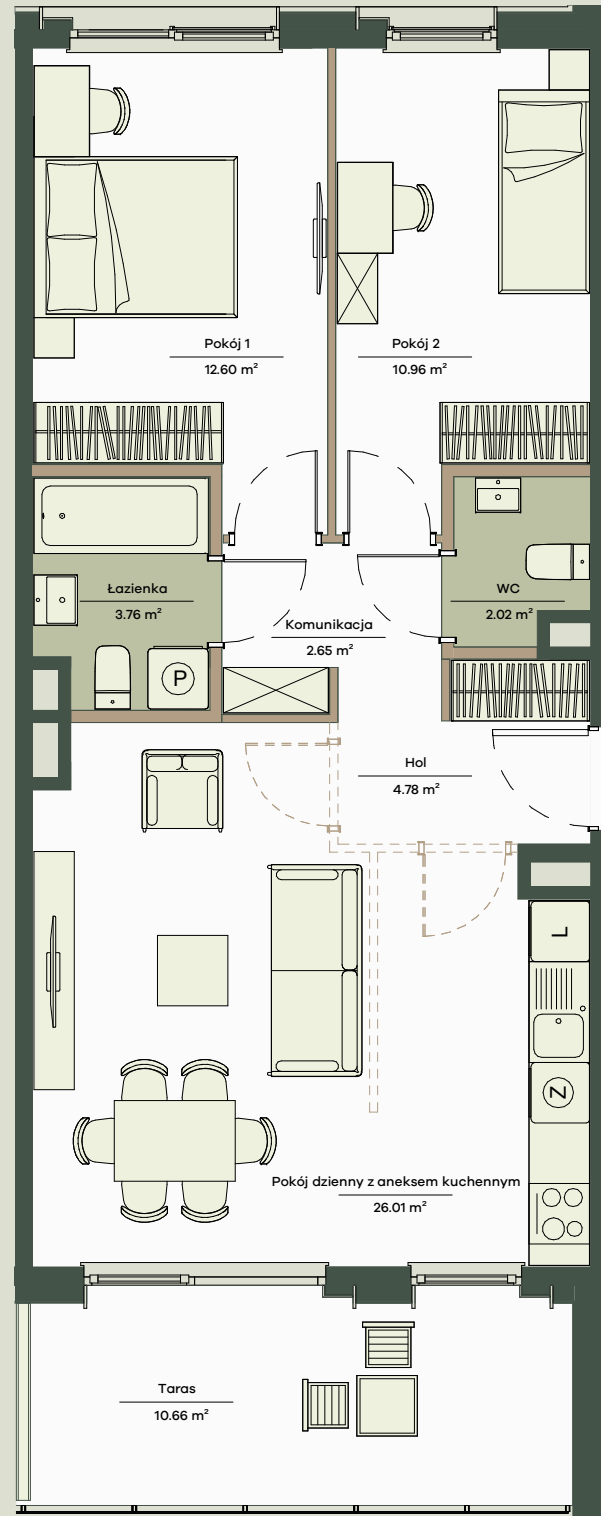 Pokój 1
12.60 m²
Pokój 2
10.96 m²
Łazienka
3.76 m²
WC
2.02 m²
Komunikacja
2.65 m²
P
Hol
4.78 m²
L
Z
Pokój dzienny z aneksem kuchennym
26.01 m²
Taras
10.66 m²